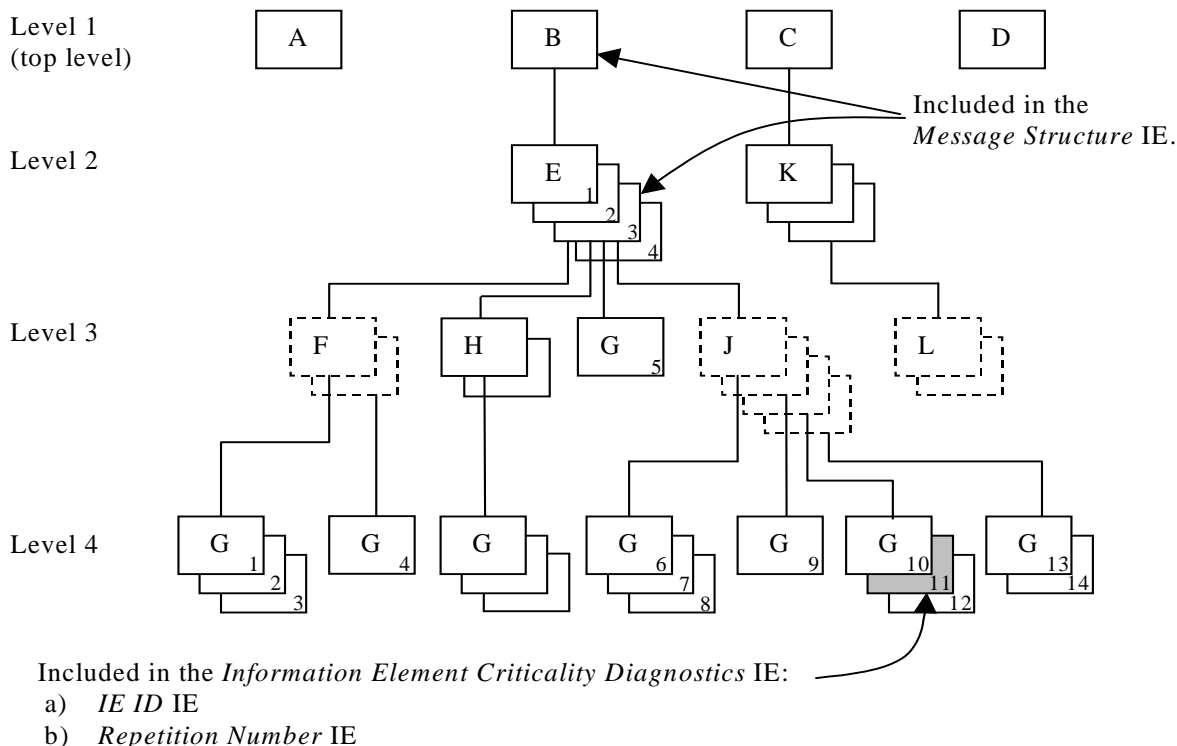 Level 1
(top level)
A
B
C
D
Included in the
Message Structure IE.
Level 2
E
1
2
3
4
K
Level 3
F
H
G
5
J
L
Level 4
G
1
2
3
G
4
G
G
6
7
8
G
9
G
10
11
12
G
13
14
Included in the Information Element Criticality Diagnostics IE:
a) IE ID IE
b) Repetition Number IE